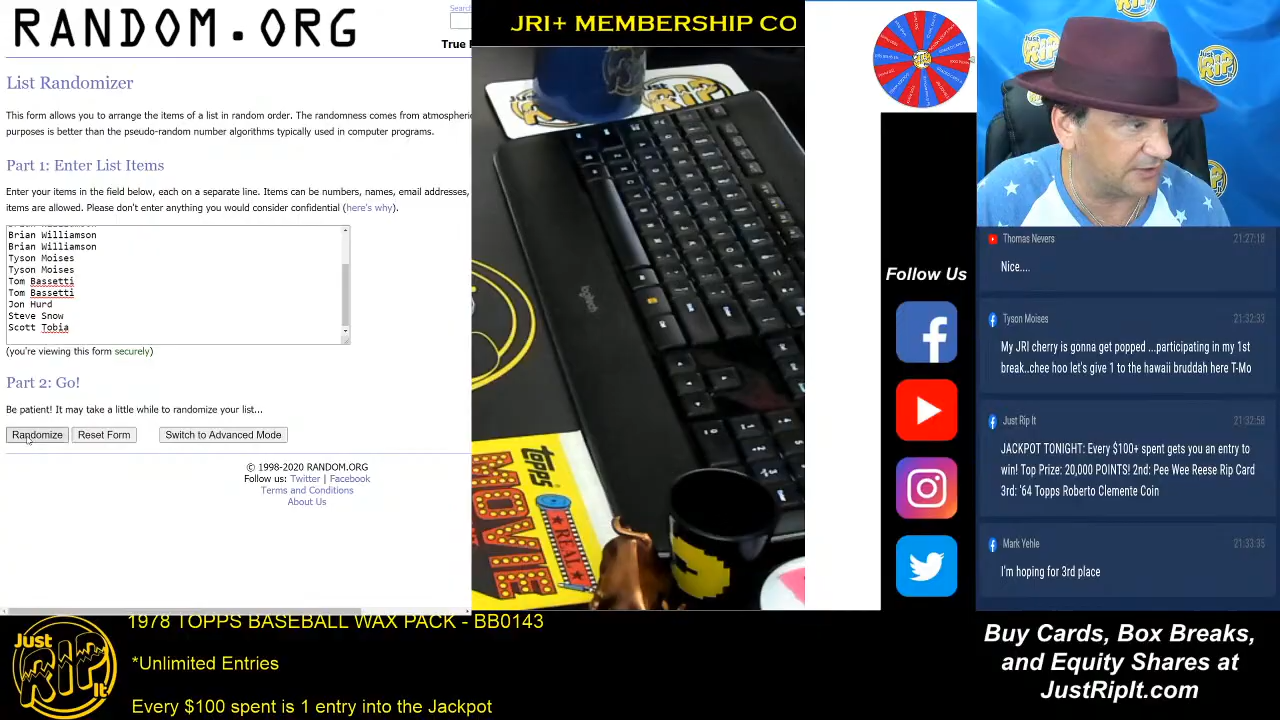 RANDOM.ORG
Search
True
List Randomizer
This form allows you to arrange the items of a list in random order. The randomness comes from atmospheric
purposes is better than the pseudo-random number algorithms typically used in computer programs.
Part 1: Enter List Items
Enter your items in the field below, each on a separate line. Items can be numbers, names, email addresses,
items are allowed. Please don't enter anything you would consider confidential (here's why).
Brian Williamson
Brian Williamson
Tyson Moises
Tyson Moises
Tom Bassetti
Tom Bassetti
Jon Hurd
Steve Snow
Scott Tobia
(you're viewing this form securely)
Part 2: Go!
Be patient! It may take a little while to randomize your list...
Randomize
Reset Form
Switch to Advanced Mode
© 1998-2020 RANDOM.ORG
Follow us: Twitter | Facebook
Terms and Conditions
About Us
JRI+ MEMBERSHIP CO
logitech
TOPPS
MOVIE
REAL
Follow Us
Thomas Nevers
21:27:18
Nice....
Tyson Moises
21:32:33
My JRI cherry is gonna get popped ...participating in my 1st
break..chee hoo let's give 1 to the hawaii bruddah here T-Mo
Just Rip It
21:32:58
JACKPOT TONIGHT: Every $100+ spent gets you an entry to
win! Top Prize: 20,000 POINTS! 2nd: Pee Wee Reese Rip Card
3rd: '64 Topps Roberto Clemente Coin
Mark Yehle
21:33:35
I'm hoping for 3rd place
Just
RIP
It
1978 TOPPS BASEBALL WAX PACK - BB0143
*Unlimited Entries
Every $100 spent is 1 entry into the Jackpot
Buy Cards, Box Breaks,
and Equity Shares at
JustRipIt.com